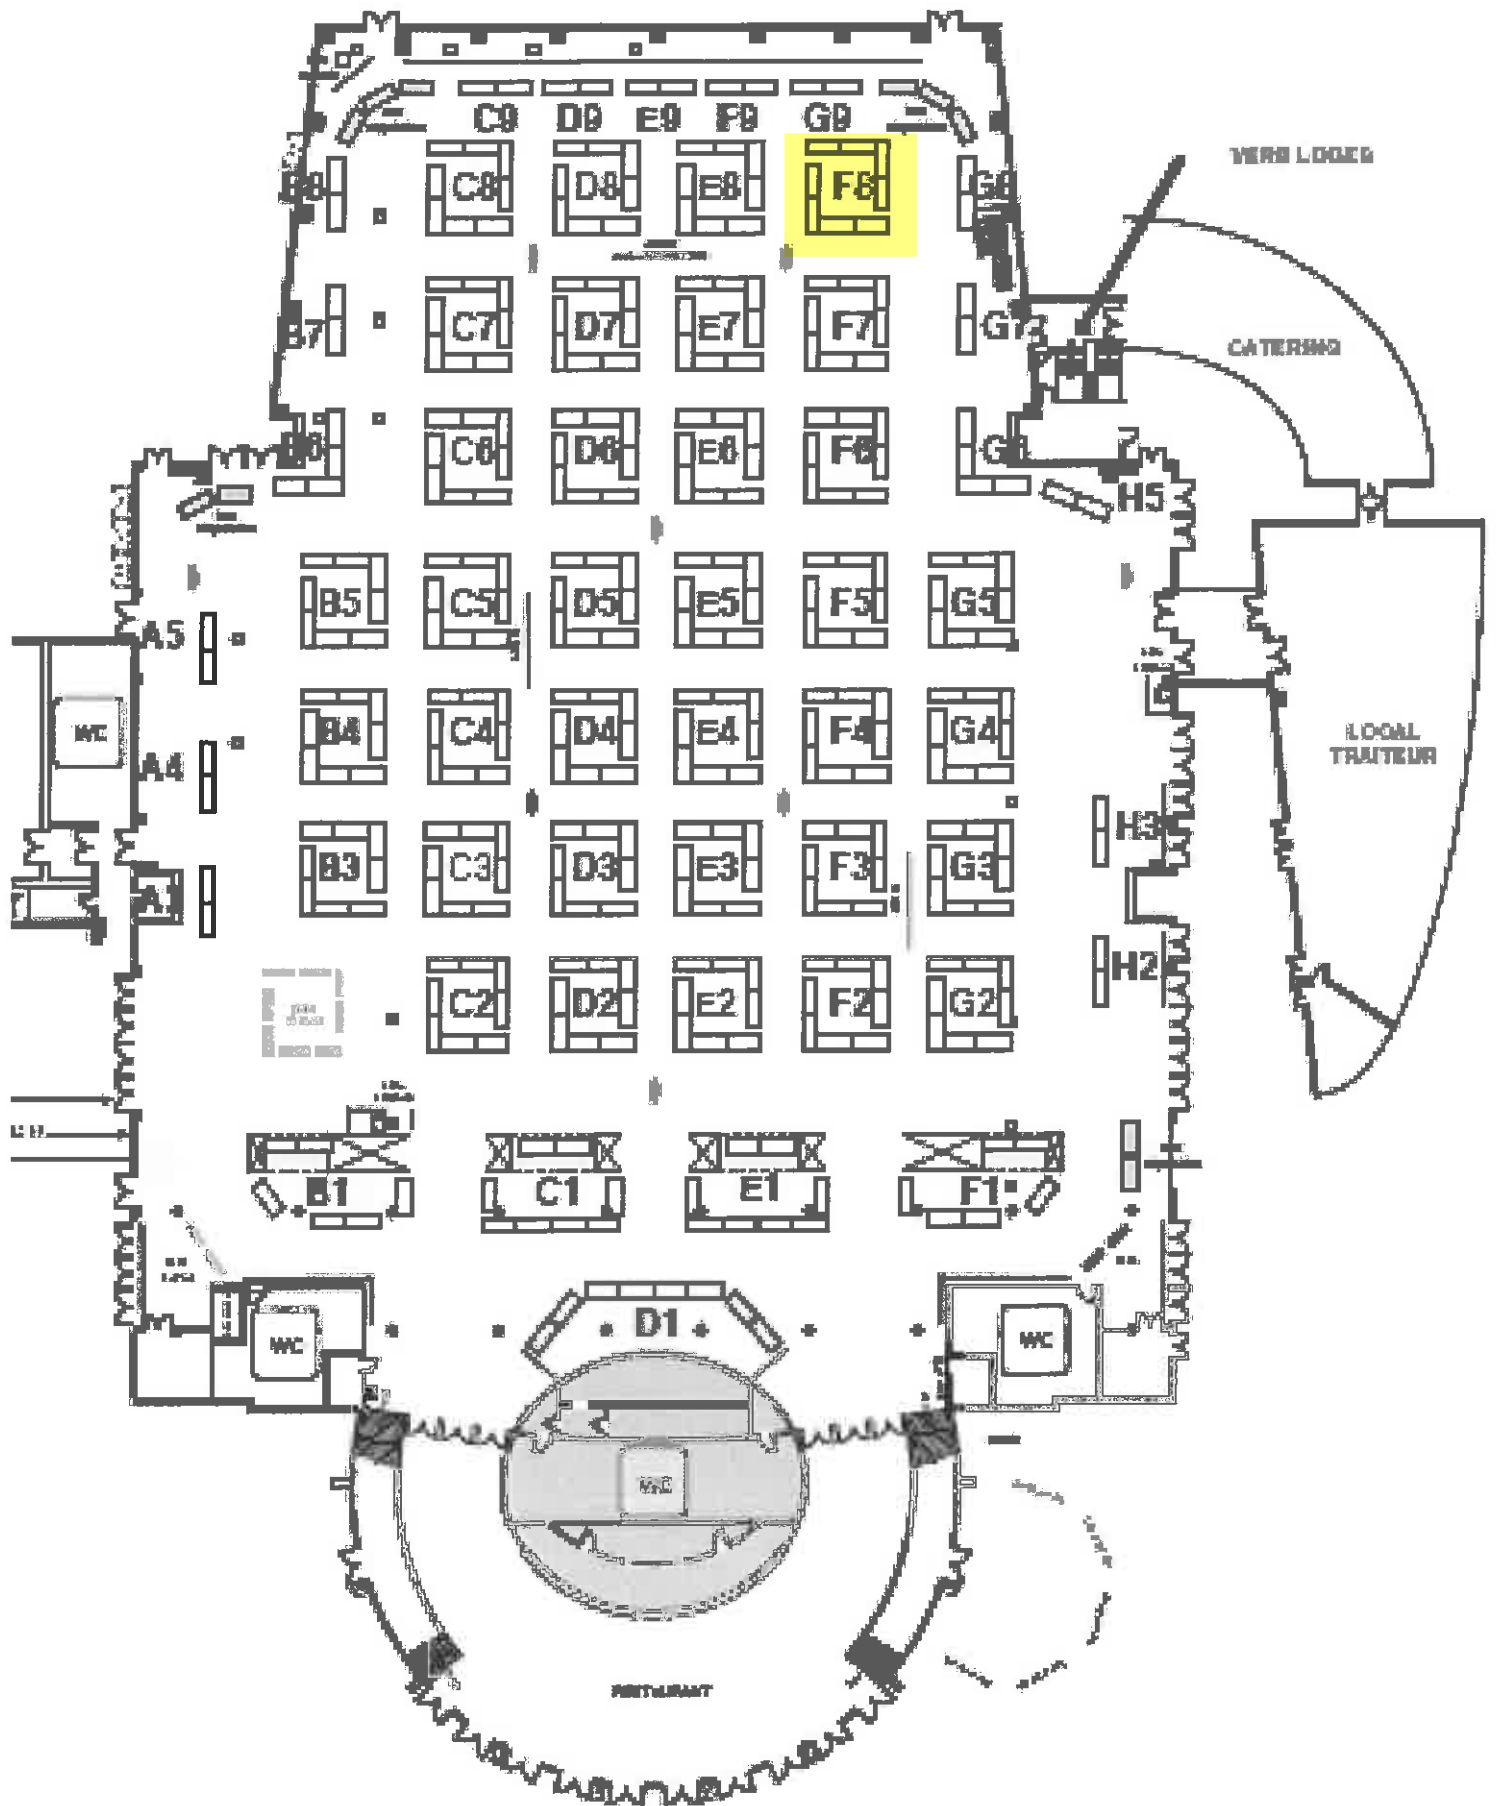 C9 D9 E9 F9 G9
VERS LOGES
B8 C8 D8 E8 F8 G8
B7 C7 D7 E7 F7 G7
CATERING
B6 C6 D6 E6 F6 G6
H5
B5 C5 D5 E5 F5 G5
A5
WC
B4 C4 D4 E4 F4 G4
LOCAL
TRAITEUR
A4
H3
B3 C3 D3 E3 F3 G3
H2
C2 D2 E2 F2 G2
B1 C1 E1 F1
D1
WC
WC
WC
RESTAURANT